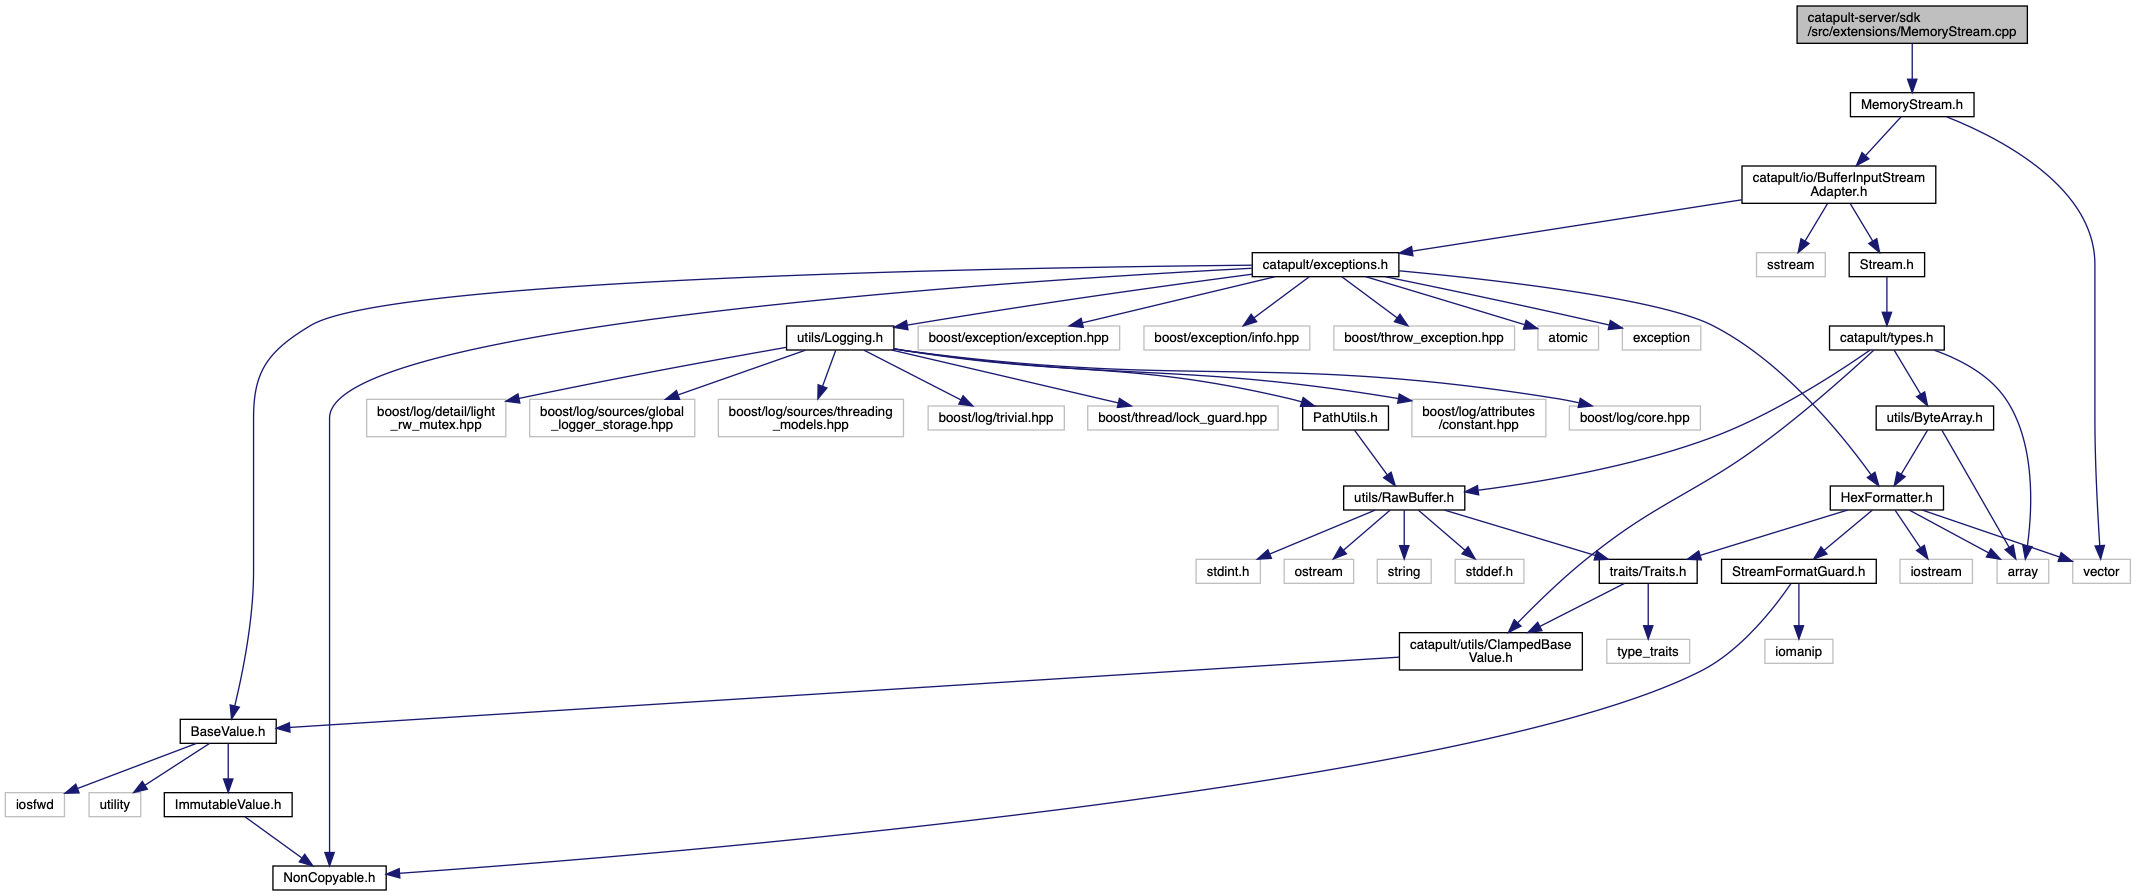 catapult-server/sdk
/src/extensions/MemoryStream.cpp
MemoryStream.h
catapult/io/BufferInputStream
Adapter.h
catapult/exceptions.h
sstream
Stream.h
utils/Logging.h
boost/exception/exception.hpp
boost/exception/info.hpp
boost/throw_exception.hpp
atomic
exception
catapult/types.h
boost/log/detail/light
_rw_mutex.hpp
boost/log/sources/global
_logger_storage.hpp
boost/log/sources/threading
_models.hpp
boost/log/trivial.hpp
boost/thread/lock_guard.hpp
PathUtils.h
boost/log/attributes
/constant.hpp
boost/log/core.hpp
utils/ByteArray.h
utils/RawBuffer.h
HexFormatter.h
stdint.h
ostream
string
stddef.h
traits/Traits.h
StreamFormatGuard.h
iostream
array
vector
catapult/utils/ClampedBase
Value.h
type_traits
iomanip
BaseValue.h
iosfwd
utility
ImmutableValue.h
NonCopyable.h